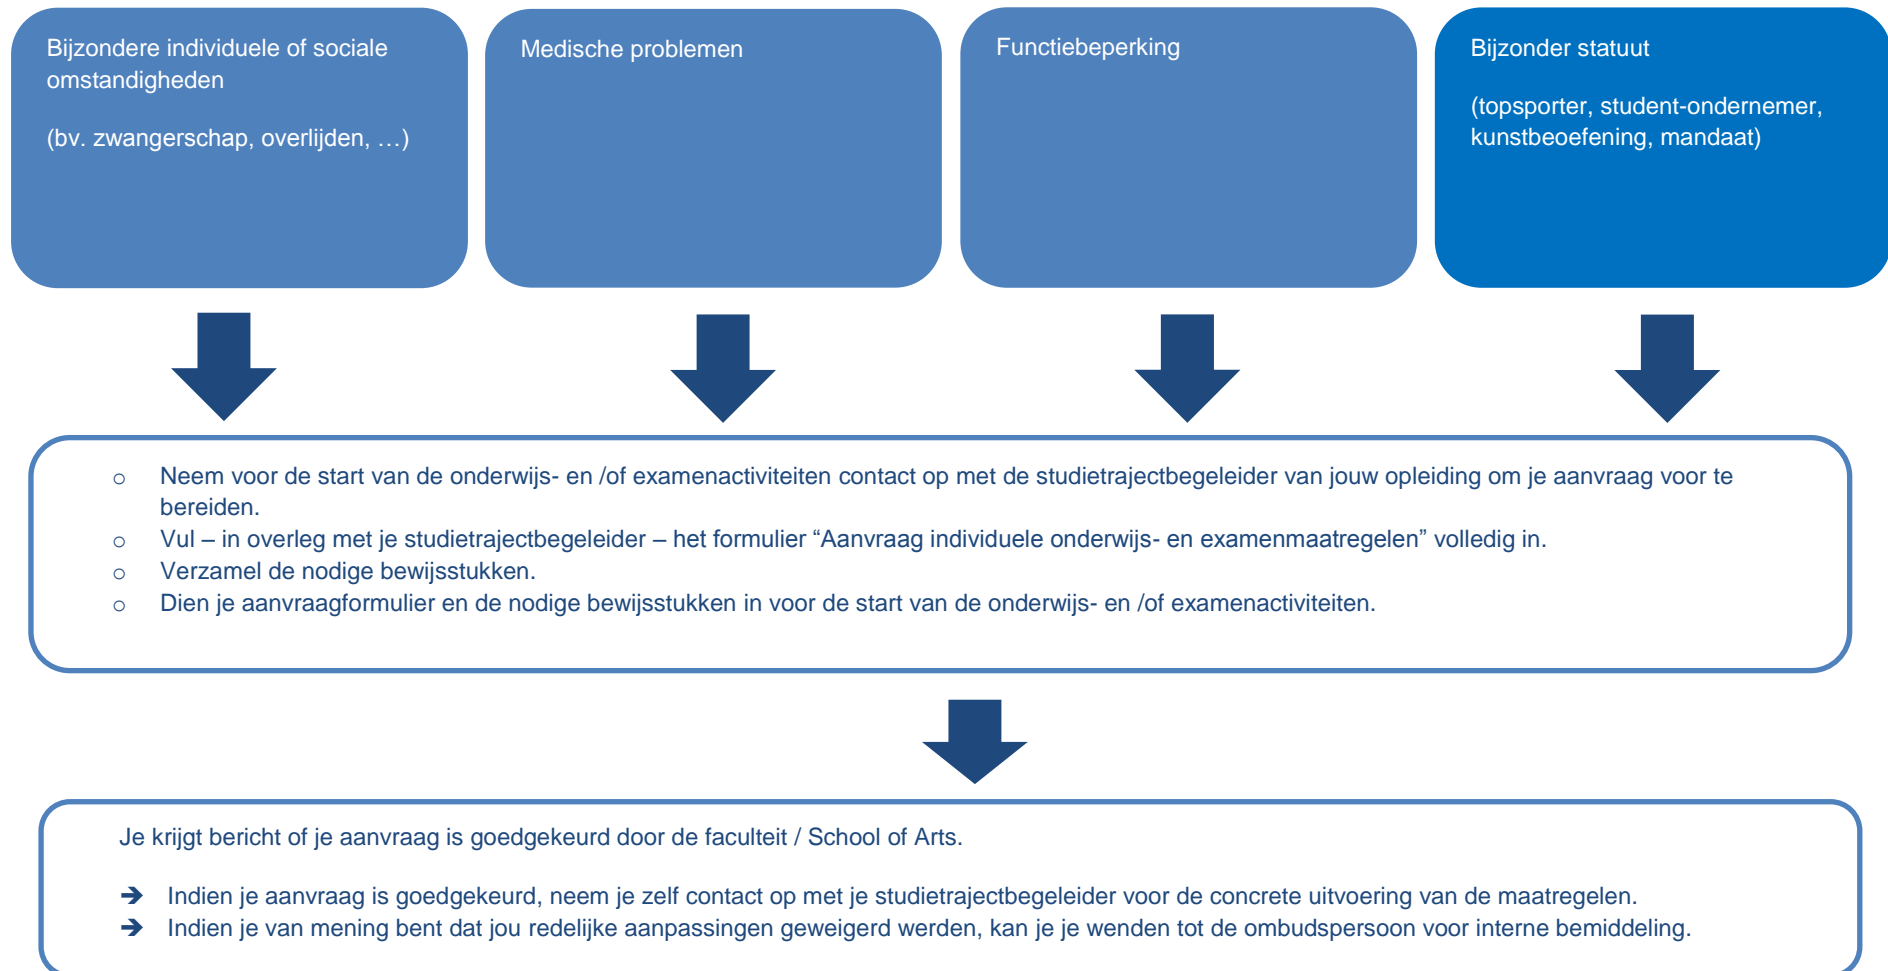 Bijzondere individuele of sociale
omstandigheden
(bv. zwangerschap, overlijden, …)
Medische problemen
Functiebeperking
Bijzonder statuut
(topsporter, student-ondernemer,
kunstbeoefening, mandaat)
o Neem voor de start van de onderwijs- en /of examenactiviteiten contact op met de studietrajectbegeleider van jouw opleiding om je aanvraag voor te
bereiden.
o Vul – in overleg met je studietrajectbegeleider – het formulier “Aanvraag individuele onderwijs- en examenmaatregelen” volledig in.
o Verzamel de nodige bewijsstukken.
o Dien je aanvraagformulier en de nodige bewijsstukken in voor de start van de onderwijs- en /of examenactiviteiten.
Je krijgt bericht of je aanvraag is goedgekeurd door de faculteit / School of Arts.
➔ Indien je aanvraag is goedgekeurd, neem je zelf contact op met je studietrajectbegeleider voor de concrete uitvoering van de maatregelen.
➔ Indien je van mening bent dat jou redelijke aanpassingen geweigerd werden, kan je je wenden tot de ombudspersoon voor interne bemiddeling.